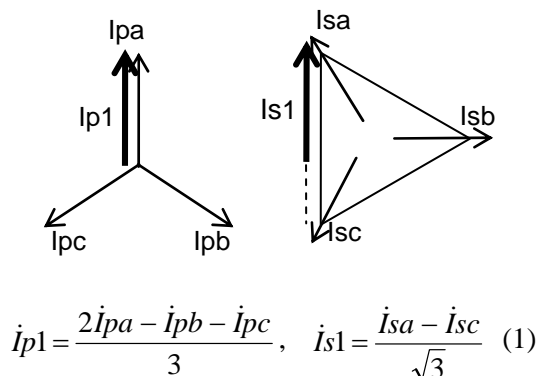 Ipa
Isa
Ip1
Is1
Isb
Ipc
Ipb
Isc
İp1 = (2İpa − İpb − İpc) / 3 , İs1 = (İsa − İsc) / √3 (1)